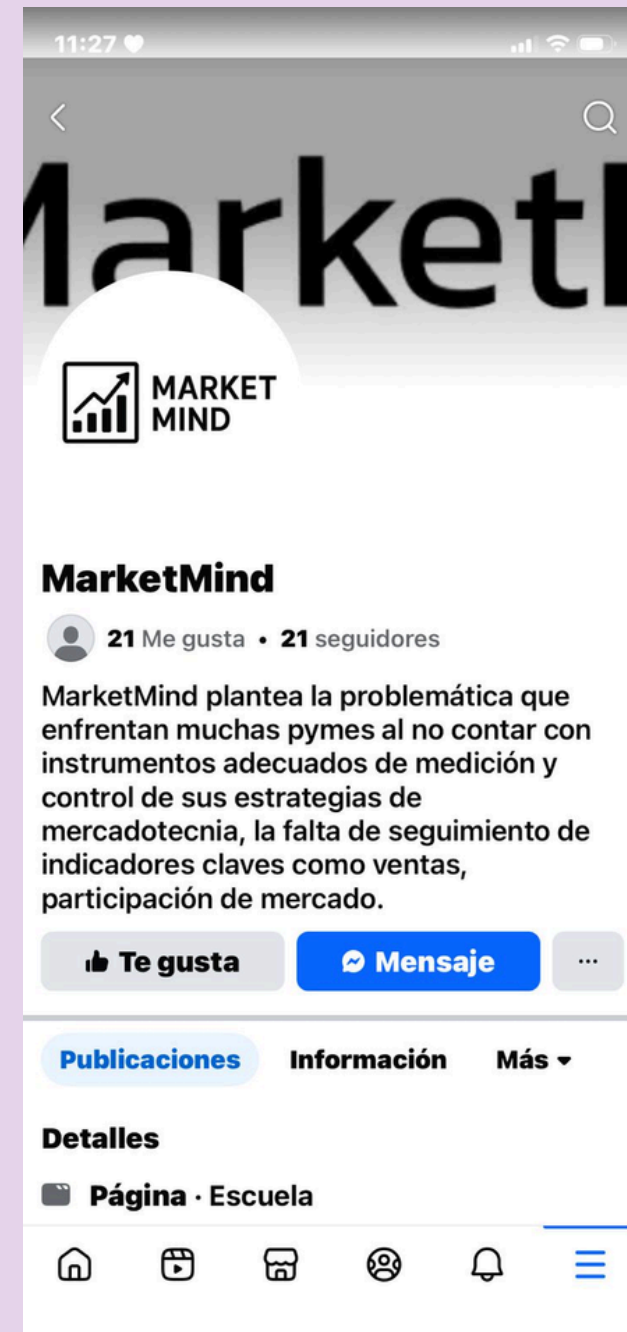 11:27
Market
MARKET
MIND
MarketMind
21 Me gusta • 21 seguidores
MarketMind plantea la problemática que
enfrentan muchas pymes al no contar con
instrumentos adecuados de medición y
control de sus estrategias de
mercadotecnia, la falta de seguimiento de
indicadores claves como ventas,
participación de mercado.
Te gusta
Mensaje
...
Publicaciones
Información
Más
Detalles
Página · Escuela